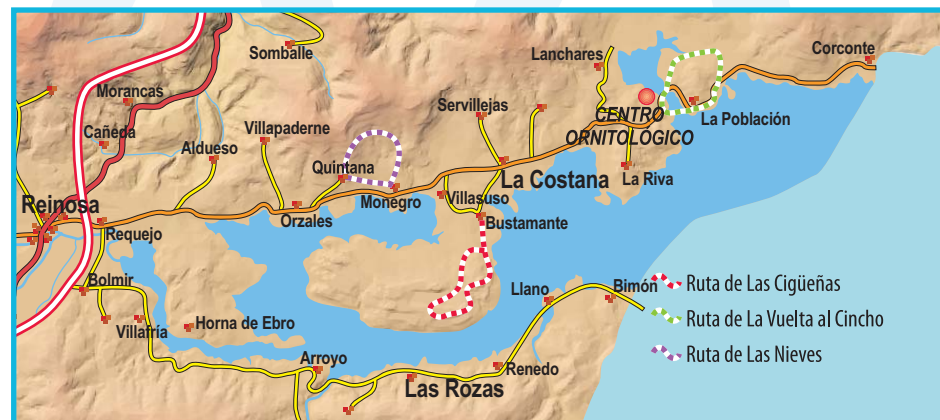 Somballe
Lanchares
Corconte
Morancas
Servillejas
CENTRO
ORNITOLÓGICO
La Población
Cañeda
Villapaderne
Aldueso
Quintana
La Costana
La Riva
Reinosa
Monegro
Villasuso
Orzales
Bustamante
Requejo
Bolmir
Llano
Bimón
Ruta de Las Cigüeñas
Villafría
Horna de Ebro
Ruta de La Vuelta al Cincho
Arroyo
Renedo
Ruta de Las Nieves
Las Rozas